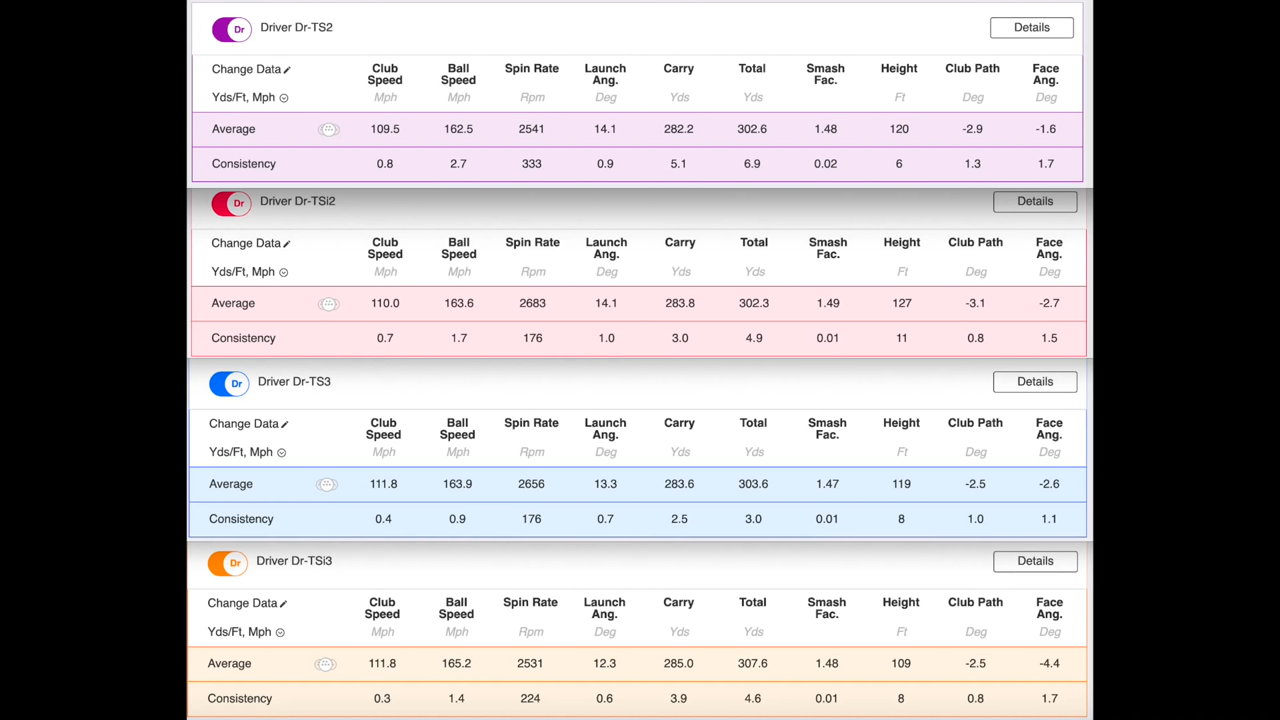 Dr Driver Dr-TS2 Details
Change Data Club Speed Ball Speed Spin Rate Launch Ang. Carry Total Smash Fac. Height Club Path Face Ang.
Yds/Ft, Mph Mph Mph Rpm Deg Yds Yds Ft Deg Deg
Average 109.5 162.5 2541 14.1 282.2 302.6 1.48 120 -2.9 -1.6
Consistency 0.8 2.7 333 0.9 5.1 6.9 0.02 6 1.3 1.7
Dr Driver Dr-TSi2 Details
Change Data Club Speed Ball Speed Spin Rate Launch Ang. Carry Total Smash Fac. Height Club Path Face Ang.
Yds/Ft, Mph Mph Mph Rpm Deg Yds Yds Ft Deg Deg
Average 110.0 163.6 2683 14.1 283.8 302.3 1.49 127 -3.1 -2.7
Consistency 0.7 1.7 176 1.0 3.0 4.9 0.01 11 0.8 1.5
Dr Driver Dr-TS3 Details
Change Data Club Speed Ball Speed Spin Rate Launch Ang. Carry Total Smash Fac. Height Club Path Face Ang.
Yds/Ft, Mph Mph Mph Rpm Deg Yds Yds Ft Deg Deg
Average 111.8 163.9 2656 13.3 283.6 303.6 1.47 119 -2.5 -2.6
Consistency 0.4 0.9 176 0.7 2.5 3.0 0.01 8 1.0 1.1
Dr Driver Dr-TSi3 Details
Change Data Club Speed Ball Speed Spin Rate Launch Ang. Carry Total Smash Fac. Height Club Path Face Ang.
Yds/Ft, Mph Mph Mph Rpm Deg Yds Yds Ft Deg Deg
Average 111.8 165.2 2531 12.3 285.0 307.6 1.48 109 -2.5 -4.4
Consistency 0.3 1.4 224 0.6 3.9 4.6 0.01 8 0.8 1.7